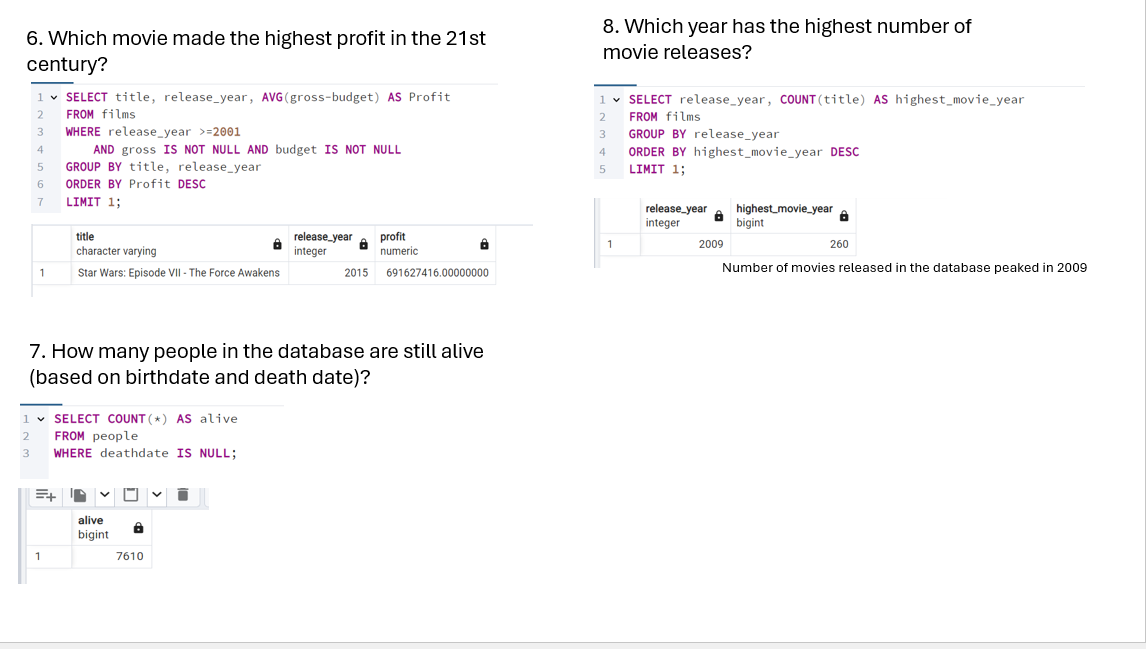 6. Which movie made the highest profit in the 21st
century?
1 SELECT title, release_year, AVG(gross-budget) AS Profit
2 FROM films
3 WHERE release_year >=2001
4 AND gross IS NOT NULL AND budget IS NOT NULL
5 GROUP BY title, release_year
6 ORDER BY Profit DESC
7 LIMIT 1;
title release_year profit
character varying integer numeric
1 Star Wars: Episode VII - The Force Awakens 2015 691627416.00000000
7. How many people in the database are still alive
(based on birthdate and death date)?
1 SELECT COUNT(*) AS alive
2 FROM people
3 WHERE deathdate IS NULL;
alive
bigint
1 7610
8. Which year has the highest number of
movie releases?
1 SELECT release_year, COUNT(title) AS highest_movie_year
2 FROM films
3 GROUP BY release_year
4 ORDER BY highest_movie_year DESC
5 LIMIT 1;
release_year highest_movie_year
integer bigint
1 2009 260
Number of movies released in the database peaked in 2009